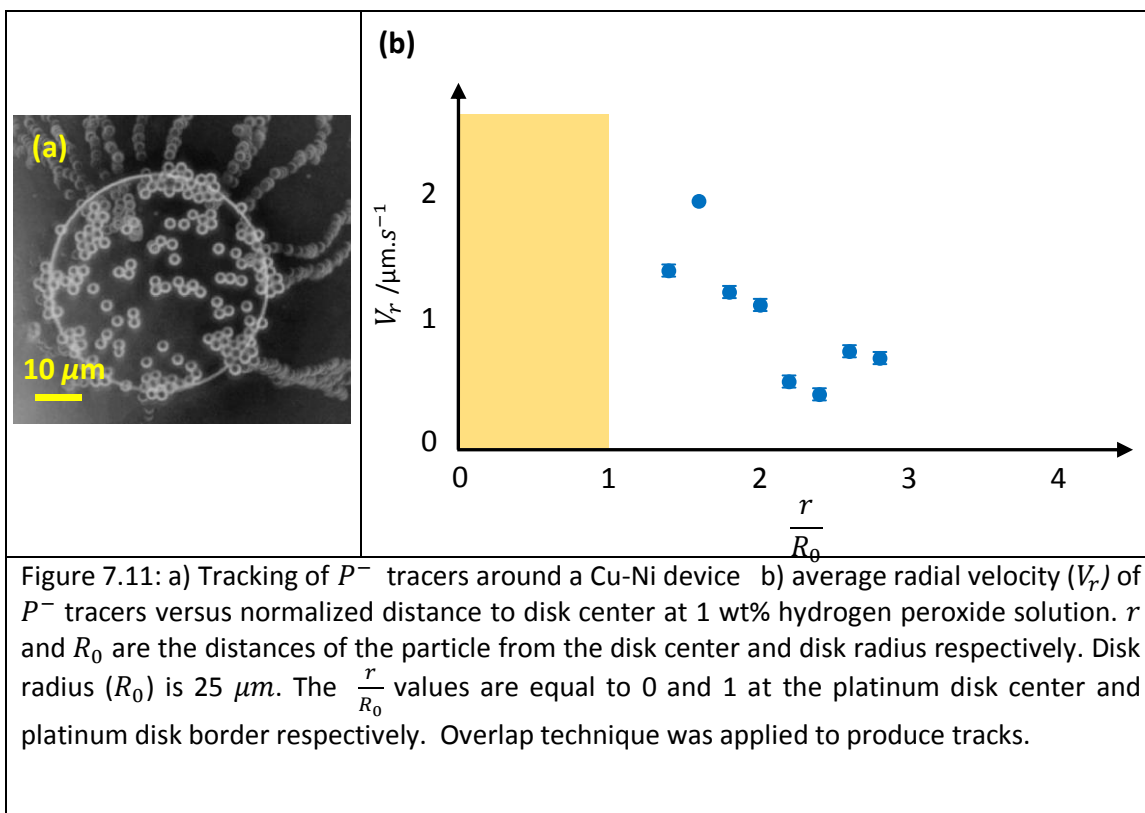 (a)
10 μm
(b)
V_r /μm.s⁻¹
2
1
0
0 1 2 3 4
r
R₀
Figure 7.11: a) Tracking of P⁻ tracers around a Cu-Ni device b) average radial velocity (V_r) of
P⁻ tracers versus normalized distance to disk center at 1 wt% hydrogen peroxide solution. r
and R₀ are the distances of the particle from the disk center and disk radius respectively. Disk
radius (R₀) is 25 μm. The r/R₀ values are equal to 0 and 1 at the platinum disk center and
platinum disk border respectively. Overlap technique was applied to produce tracks.